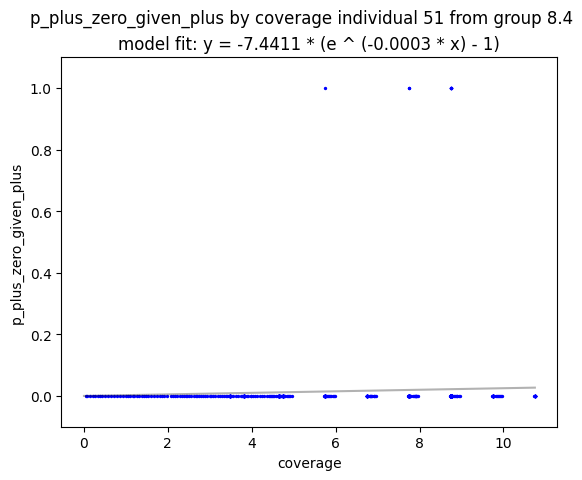 p_plus_zero_given_plus by coverage individual 51 from group 8.4
model fit: y = -7.4411 * (e ^ (-0.0003 * x) - 1)
p_plus_zero_given_plus
1.0
0.8
0.6
0.4
0.2
0.0
0 2 4 6 8 10
coverage